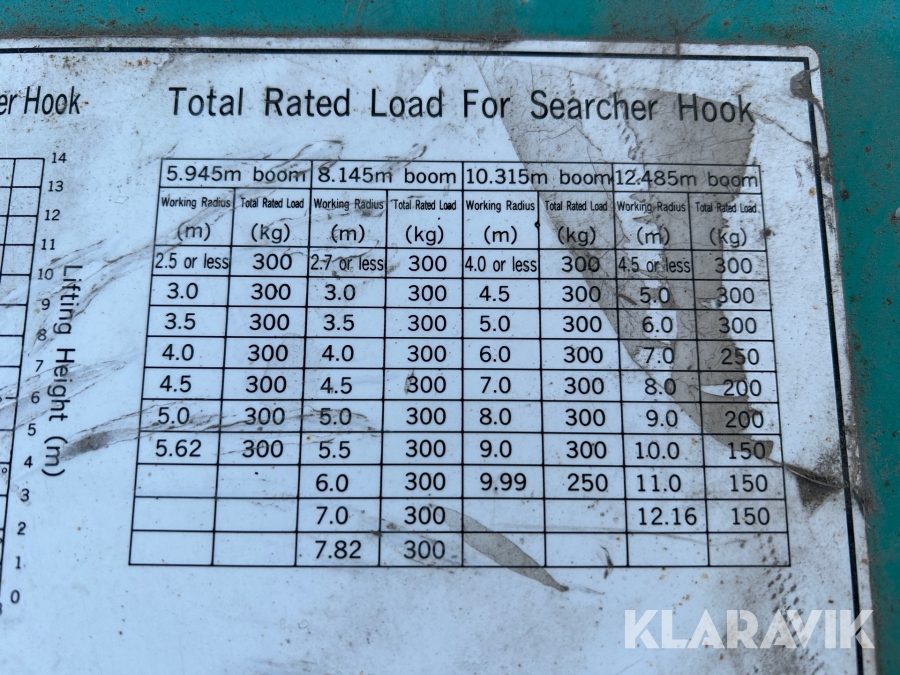 er Hook
Total Rated Load For Searcher Hook
14
13
12
11
10
9
8
7
6
5
4
3
2
1
0
Lifting Height (m)
5.945m boom 8.145m boom 10.315m boom 12.485m boom
Working Radius Total Rated Load Working Radius Total Rated Load Working Radius Total Rated Load Working Radius Total Rated Load
(m) (kg) (m) (kg) (m) (kg) (m) (kg)
2.5 or less 300 2.7 or less 300 4.0 or less 300 4.5 or less 300
3.0 300 3.0 300 4.5 300 5.0 300
3.5 300 3.5 300 5.0 300 6.0 300
4.0 300 4.0 300 6.0 300 7.0 250
4.5 300 4.5 300 7.0 300 8.0 200
5.0 300 5.0 300 8.0 300 9.0 200
5.62 300 5.5 300 9.0 300 10.0 150
6.0 300 9.99 250 11.0 150
7.0 300 12.16 150
7.82 300
KLARAVIK